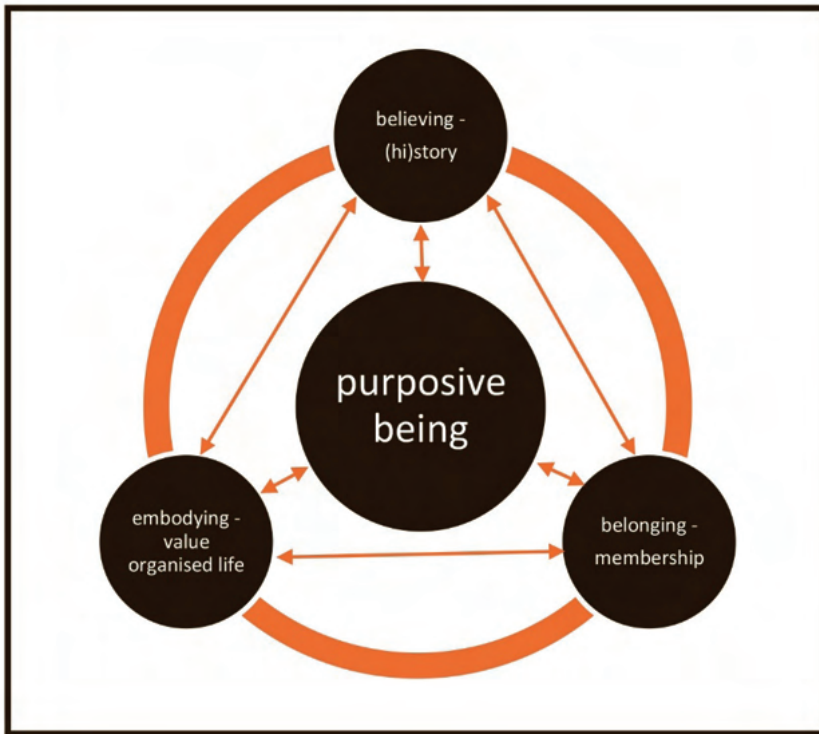 believing -
(hi)story
purposive
being
embodying -
value
organised life
belonging -
membership